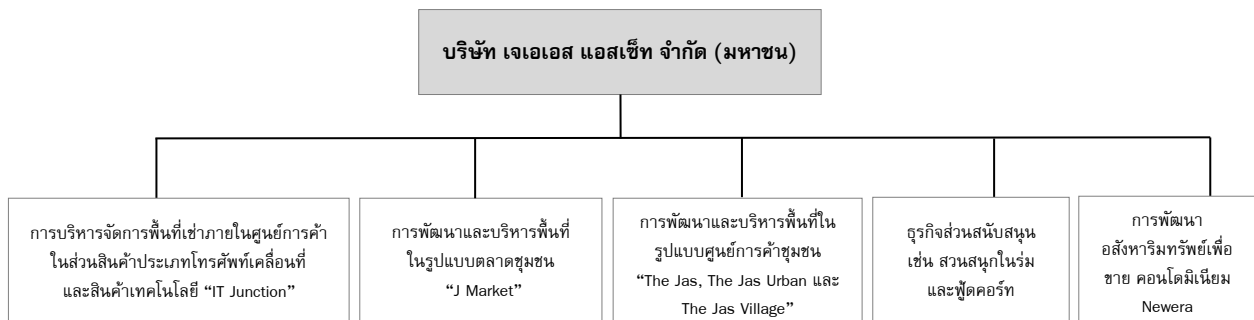 บริษัท เจเอเอส แอสเซ็ท จำกัด (มหาชน)
การบริหารจัดการพื้นที่เช่าภายในศูนย์การค้า
ในส่วนสินค้าประเภทโทรศัพท์เคลื่อนที่
และสินค้าเทคโนโลยี “IT Junction”
การพัฒนาและบริหารพื้นที่
ในรูปแบบตลาดชุมชน
“J Market”
การพัฒนาและบริหารพื้นที่ใน
รูปแบบศูนย์การค้าชุมชน
“The Jas, The Jas Urban และ
The Jas Village”
ธุรกิจส่วนสนับสนุน
เช่น สวนสนุกในร่ม
และฟู้ดคอร์ท
การพัฒนา
อสังหาริมทรัพย์เพื่อ
ขาย คอนโดมิเนียม
Newera